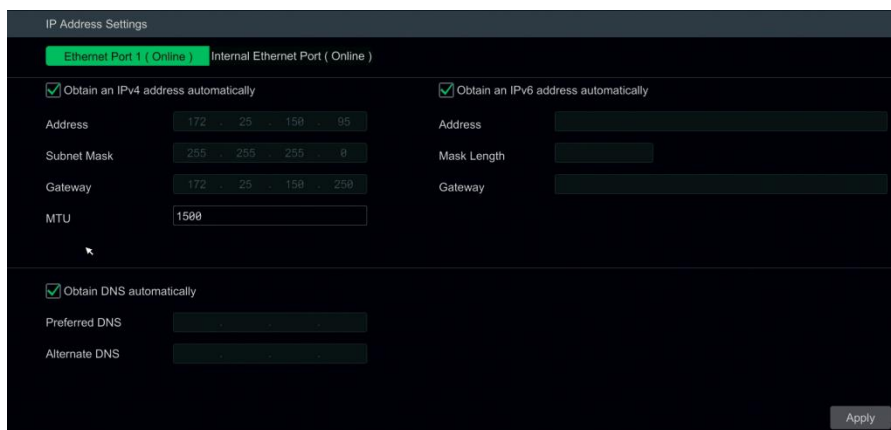 IP Address Settings
Ethernet Port 1 ( Online ) Internal Ethernet Port ( Online )
Obtain an IPv4 address automatically
Address 172 . 25 . 150 . 95
Subnet Mask 255 . 255 . 255 . 0
Gateway 172 . 25 . 150 . 250
MTU 1500
Obtain an IPv6 address automatically
Address
Mask Length
Gateway
Obtain DNS automatically
Preferred DNS . . .
Alternate DNS . . .
Apply